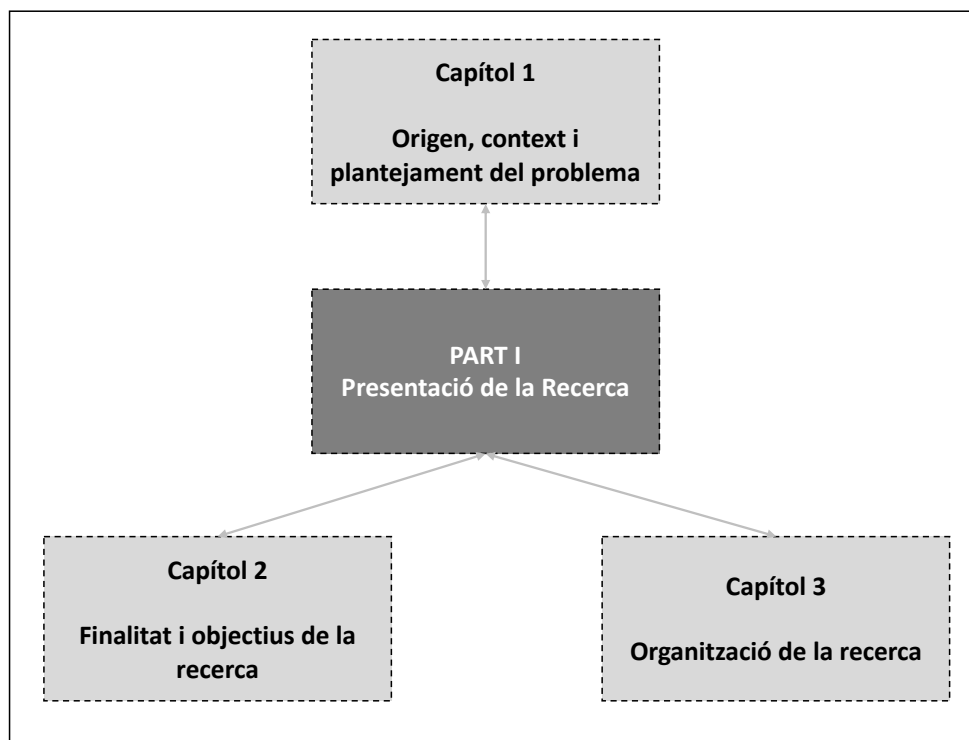 Capítol 1
Origen, context i
plantejament del problema
PART I
Presentació de la Recerca
Capítol 2
Finalitat i objectius de la
recerca
Capítol 3
Organització de la recerca